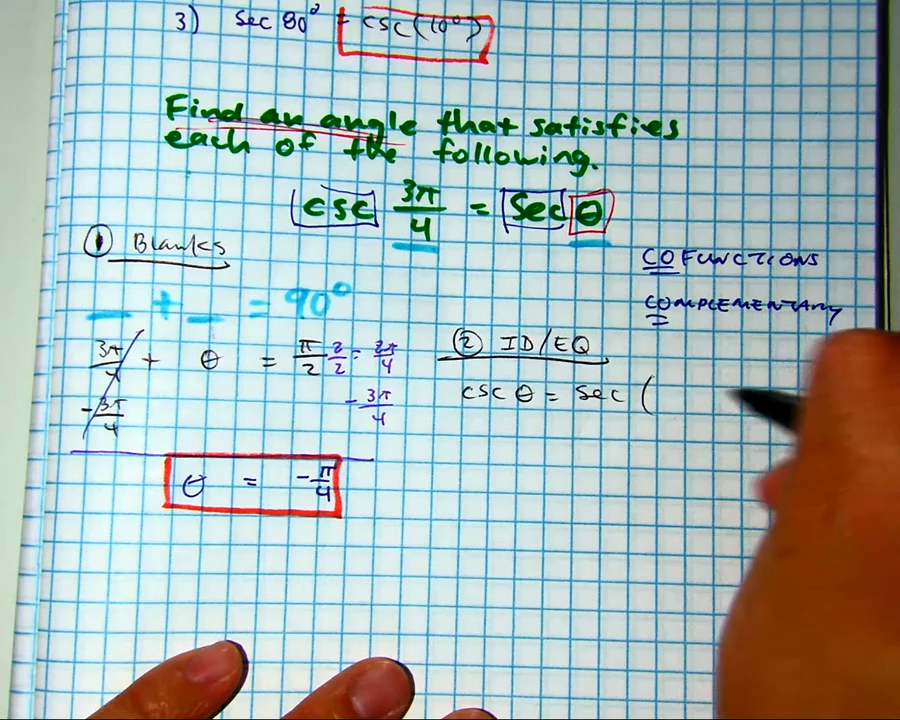 3) sec 80° = csc(10°)
Find an angle that satisfies
each of the following.
csc 3π/4 = sec θ
① Blanks
COFUNCTIONS
COMPLEMENTARY
__ + __ = 90°
3π/4 + θ = π/2 2/2 = 2π/4
- 3π/4 - 3π/4
θ = - π/4
② ID/EQ
csc θ = sec (